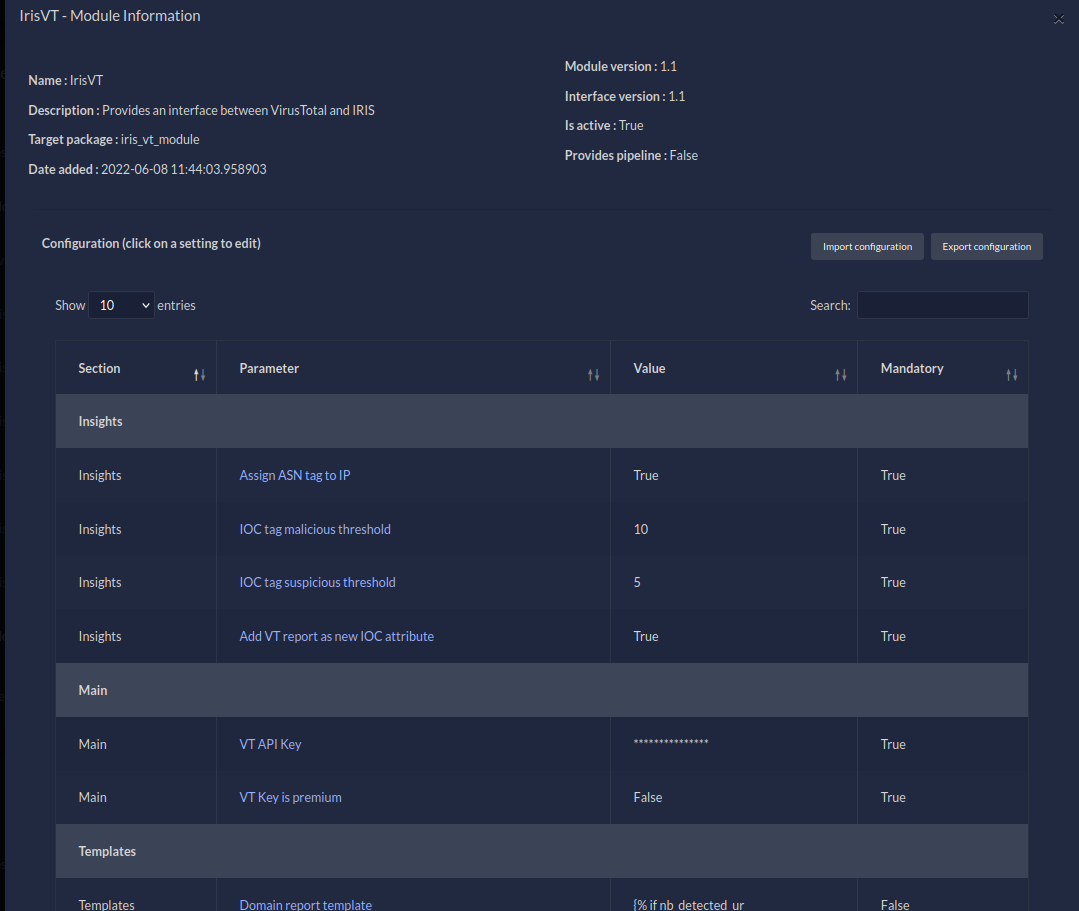 IrisVT - Module Information
Name : IrisVT
Description : Provides an interface between VirusTotal and IRIS
Target package : iris_vt_module
Date added : 2022-06-08 11:44:03.958903
Module version : 1.1
Interface version : 1.1
Is active : True
Provides pipeline : False
Configuration (click on a setting to edit)
Import configuration
Export configuration
Show 10 entries
Search:
Section Parameter Value Mandatory
Insights
Insights Assign ASN tag to IP True True
Insights IOC tag malicious threshold 10 True
Insights IOC tag suspicious threshold 5 True
Insights Add VT report as new IOC attribute True True
Main
Main VT API Key *************** True
Main VT Key is premium False True
Templates
Templates Domain report template {% if nb_detected_ur False